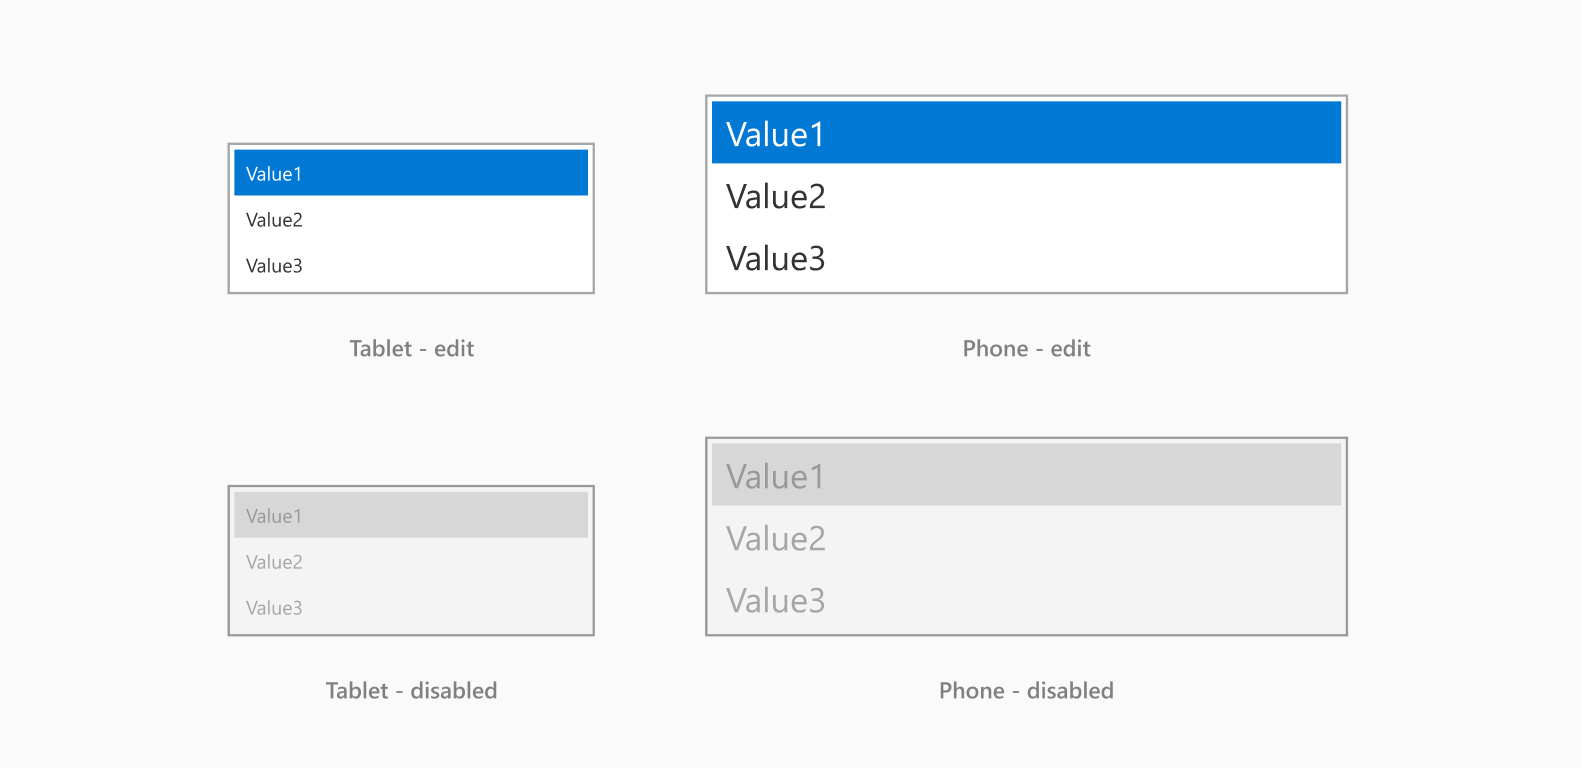 Value1
Value2
Value3
Tablet - edit
Value1
Value2
Value3
Phone - edit
Value1
Value2
Value3
Tablet - disabled
Value1
Value2
Value3
Phone - disabled